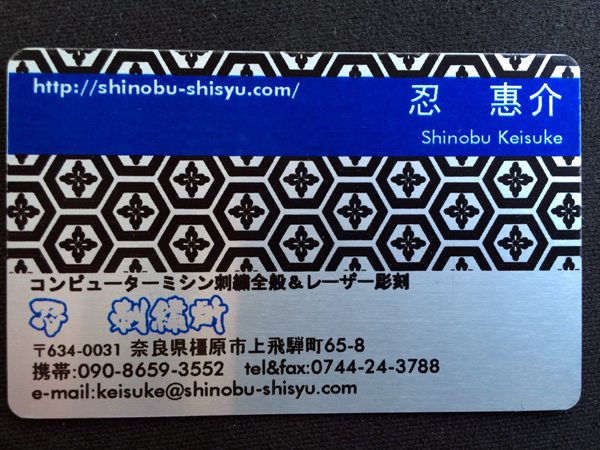 http://shinobu-shisyu.com/
忍 惠介
Shinobu Keisuke
コンピューターミシン刺繍全般&レーザー彫刻
忍 刺繍所
〒634-0031 奈良県橿原市上飛騨町65-8
携帯:090-8659-3552 tel&fax:0744-24-3788
e-mail:keisuke@shinobu-shisyu.com